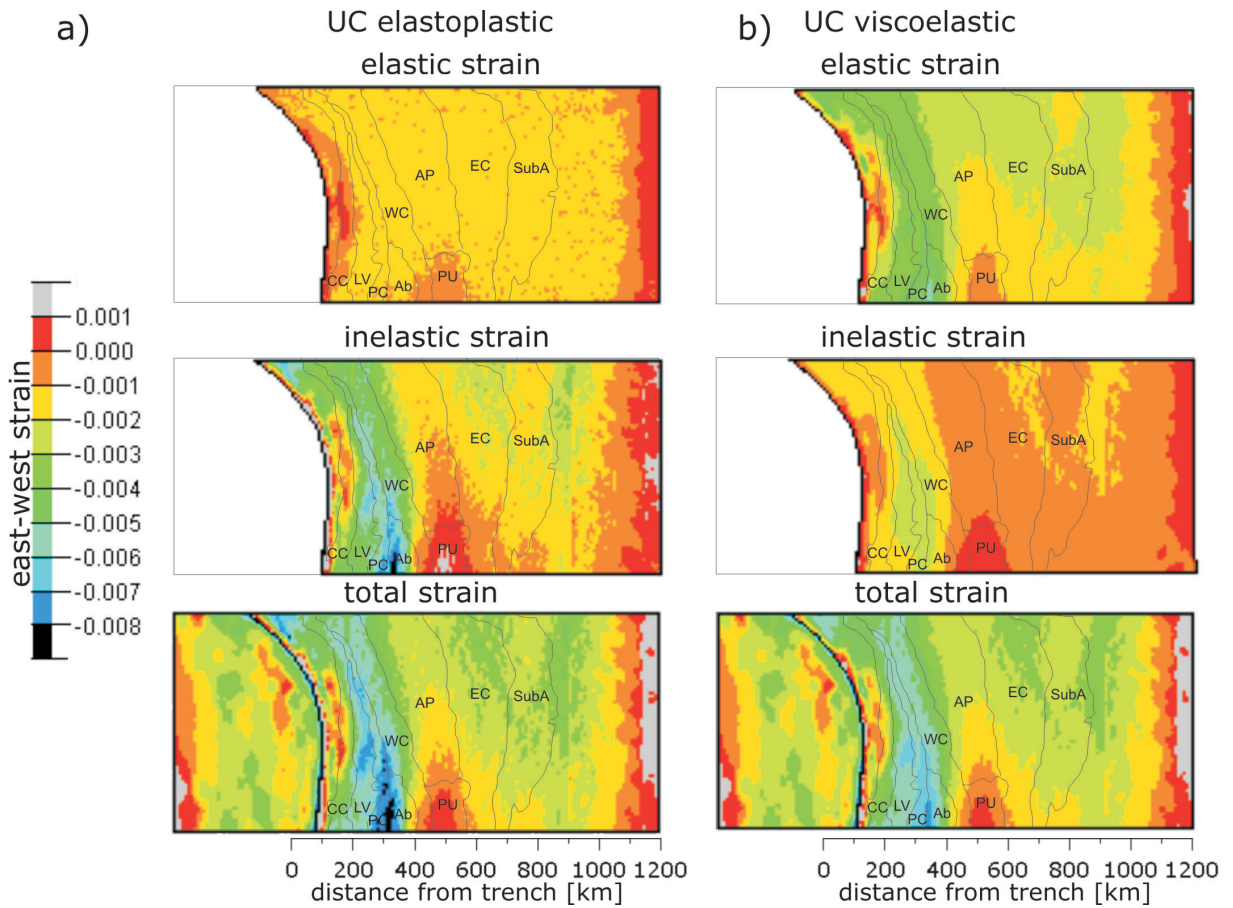 a)
UC elastoplastic
elastic strain
CC LV PC WC Ab AP PU EC SubA
inelastic strain
CC LV PC WC Ab AP PU EC SubA
total strain
CC LV PC WC Ab AP PU EC SubA
0 200 400 600 800 1000 1200
distance from trench [km]
b)
UC viscoelastic
elastic strain
CC LV PC WC Ab AP PU EC SubA
inelastic strain
CC LV PC WC Ab AP PU EC SubA
total strain
CC LV PC WC Ab AP PU EC SubA
0 200 400 600 800 1000 1200
distance from trench [km]
east-west strain
0.001
0.000
-0.001
-0.002
-0.003
-0.004
-0.005
-0.006
-0.007
-0.008